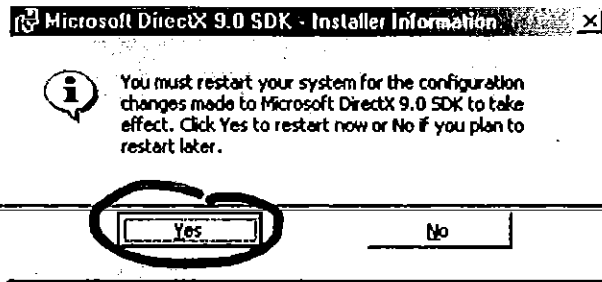 Microsoft DirectX 9.0 SDK - Installer Information
You must restart your system for the configuration
changes made to Microsoft DirectX 9.0 SDK to take
effect. Click Yes to restart now or No if you plan to
restart later.
Yes No